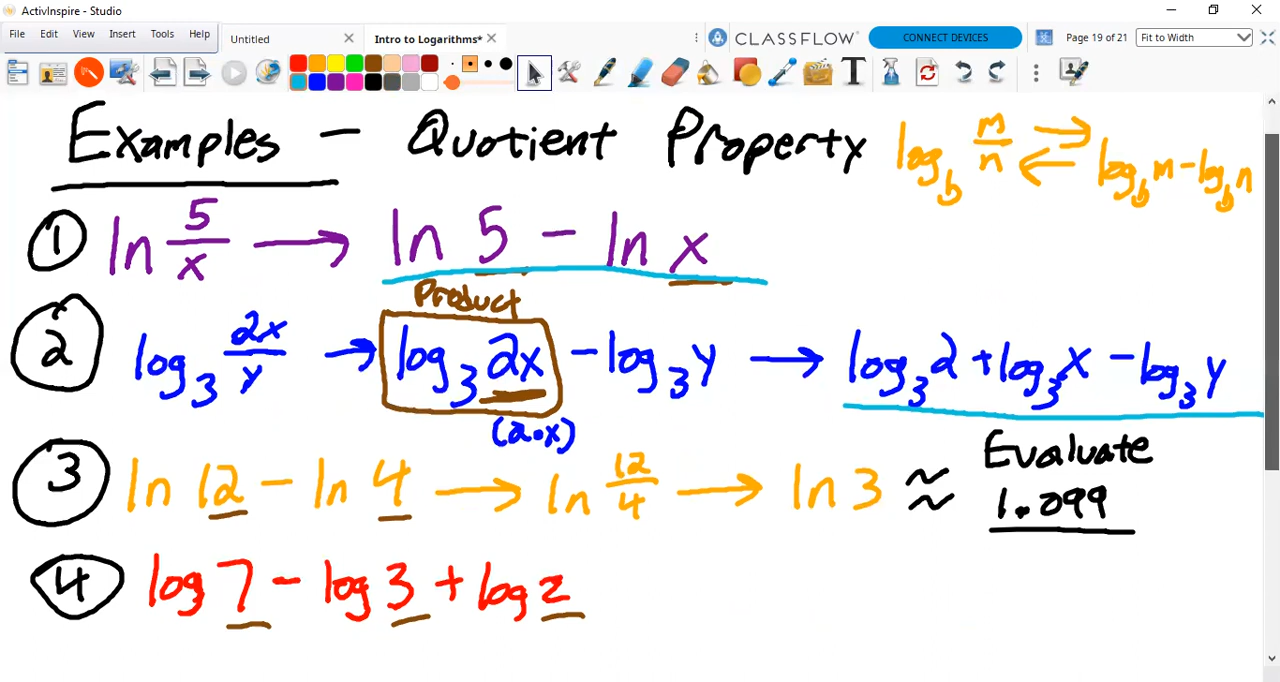 ActivInspire - Studio
File Edit View Insert Tools Help
Untitled
Intro to Logarithms*
CLASSFLOW
CONNECT DEVICES
Page 19 of 21
Fit to Width
Examples - Quotient Property
log_b m/n ⇄ log_b m - log_b n
① ln 5/x → ln 5 - ln x
Product
② log_3 2x/y → log_3 2x - log_3 y → log_3 2 + log_3 x - log_3 y
(2•x)
Evaluate
③ ln 12 - ln 4 → ln 12/4 → ln 3 ≈ 1.099
④ log 7 - log 3 + log 2